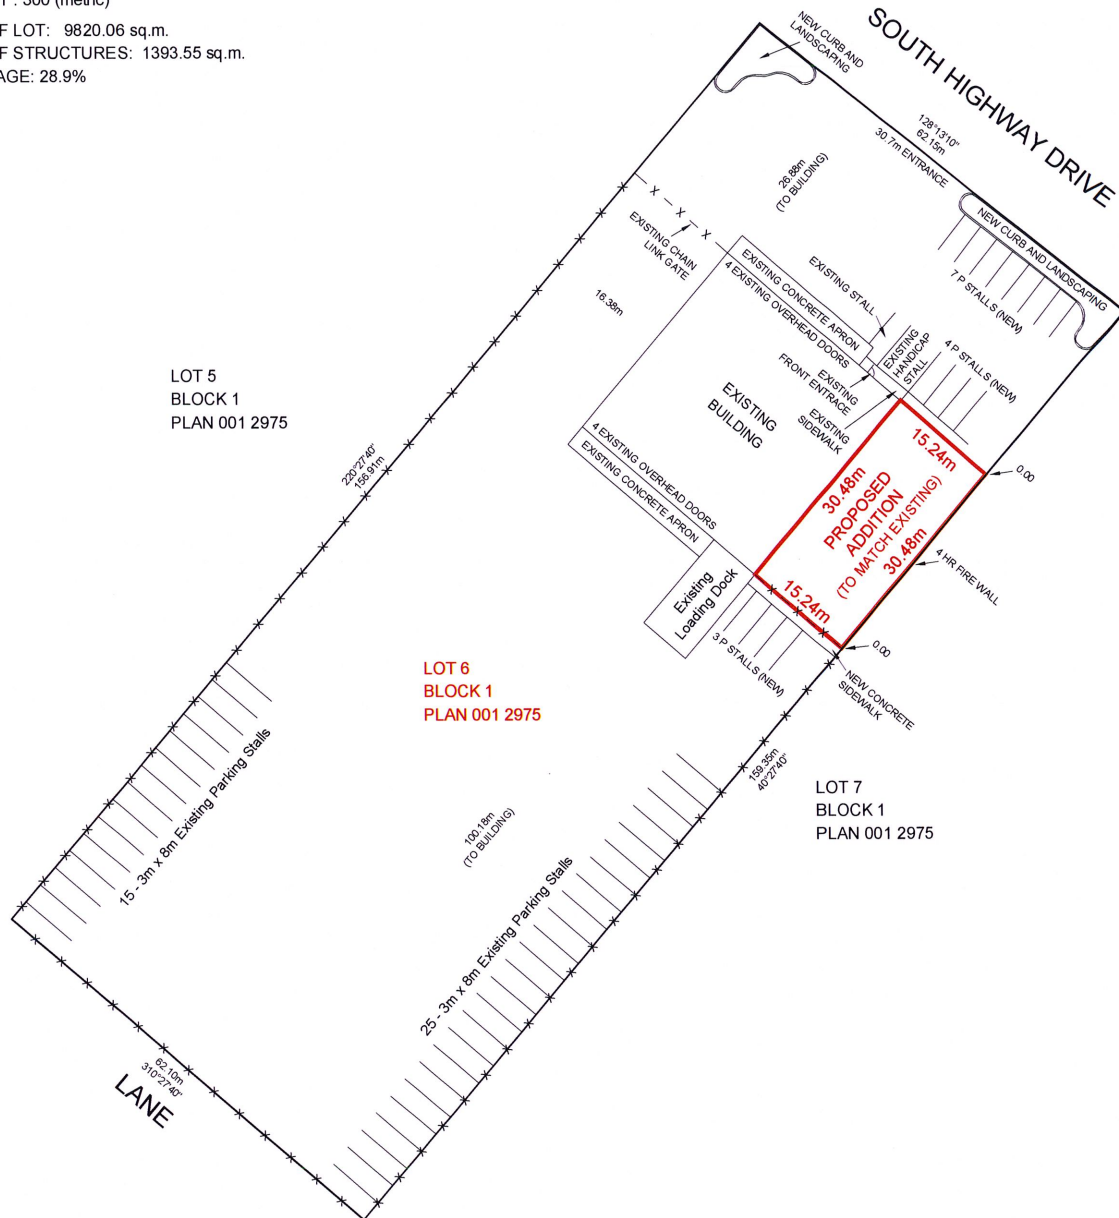 : 300 (metric)
F LOT: 9820.06 sq.m.
F STRUCTURES: 1393.55 sq.m.
AGE: 28.9%
SOUTH HIGHWAY DRIVE
NEW CURB AND
LANDSCAPING
128°13'10"
62.15m
30.7m ENTRANCE
26.88m
(TO BUILDING)
NEW CURB AND LANDSCAPING
7 P STALLS (NEW)
X X X X
EXISTING CHAIN
LINK GATE
16.38m
EXISTING CONCRETE APRON
4 EXISTING OVERHEAD DOORS
EXISTING STALL
EXISTING
HANDICAP
STALL
4 P STALLS (NEW)
EXISTING
FRONT ENTRACE
EXISTING
SIDEWALK
EXISTING
BUILDING
LOT 5
BLOCK 1
PLAN 001 2975
220°27'40"
156.91m
4 EXISTING OVERHEAD DOORS
EXISTING CONCRETE APRON
15.24m
30.48m
PROPOSED
ADDITION
(TO MATCH EXISTING)
30.48m
15.24m
0.00
4 HR FIRE WALL
0.00
Existing
Loading Dock
3 P STALLS (NEW)
NEW CONCRETE
SIDEWALK
LOT 6
BLOCK 1
PLAN 001 2975
159.35m
40°27'40"
LOT 7
BLOCK 1
PLAN 001 2975
15 - 3m x 8m Existing Parking Stalls
100.18m
(TO BUILDING)
25 - 3m x 8m Existing Parking Stalls
62.10m
310°27'40"
LANE